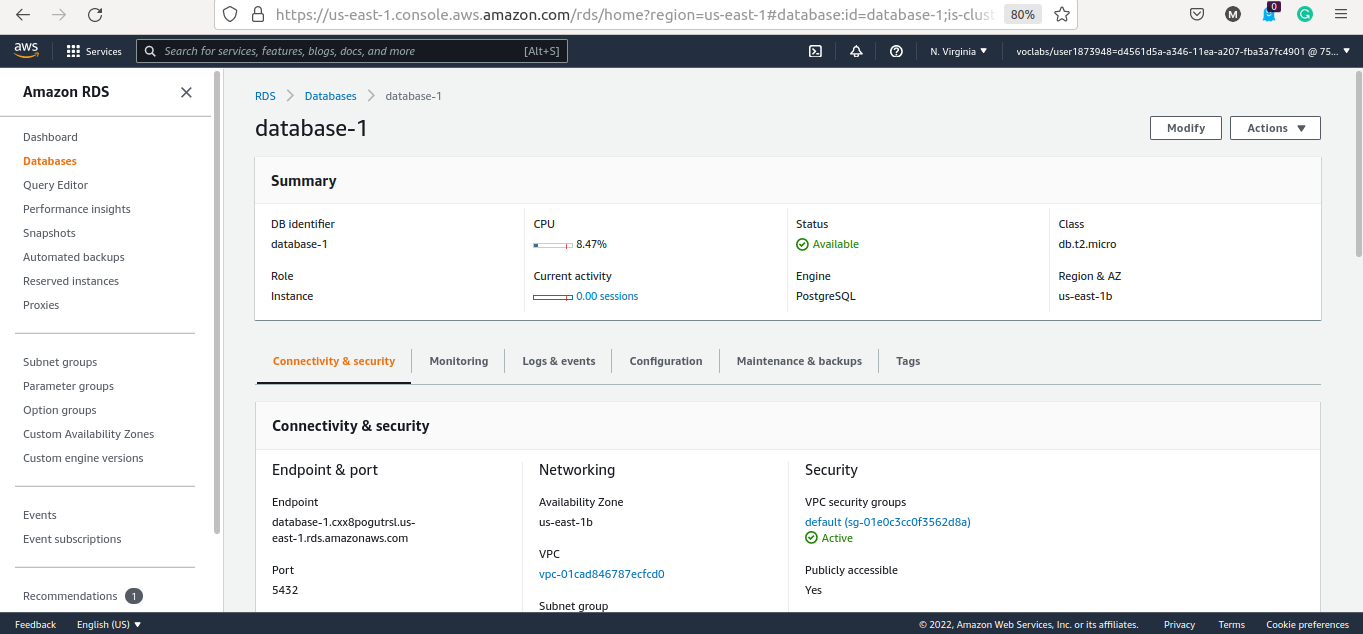 https://us-east-1.console.aws.amazon.com/rds/home?region=us-east-1#database:id=database-1;is-clust
80%
M
0
G
aws
Services
Search for services, features, blogs, docs, and more [Alt+S]
N. Virginia
voclabs/user1873948=d4561d5a-a346-11ea-a207-fba3a7fc4901 @ 75...
Amazon RDS
Dashboard
Databases
Query Editor
Performance insights
Snapshots
Automated backups
Reserved instances
Proxies
Subnet groups
Parameter groups
Option groups
Custom Availability Zones
Custom engine versions
Events
Event subscriptions
Recommendations 1
RDS
Databases
database-1
database-1
Modify
Actions
Summary
DB identifier
database-1
Role
Instance
CPU
8.47%
Current activity
0.00 sessions
Status
Available
Engine
PostgreSQL
Class
db.t2.micro
Region & AZ
us-east-1b
Connectivity & security
Monitoring
Logs & events
Configuration
Maintenance & backups
Tags
Connectivity & security
Endpoint & port
Endpoint
database-1.cxx8pogutrsl.us-
east-1.rds.amazonaws.com
Port
5432
Networking
Availability Zone
us-east-1b
VPC
vpc-01cad846787ecfcd0
Subnet group
Security
VPC security groups
default (sg-01e0c3cc0f3562d8a)
Active
Publicly accessible
Yes
Feedback
English (US)
© 2022, Amazon Web Services, Inc. or its affiliates.
Privacy
Terms
Cookie preferences